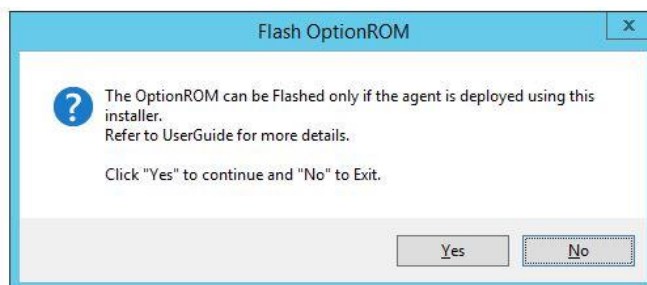 Flash OptionROM
x
The OptionROM can be Flashed only if the agent is deployed using this
installer.
Refer to UserGuide for more details.
Click "Yes" to continue and "No" to Exit.
Yes
No